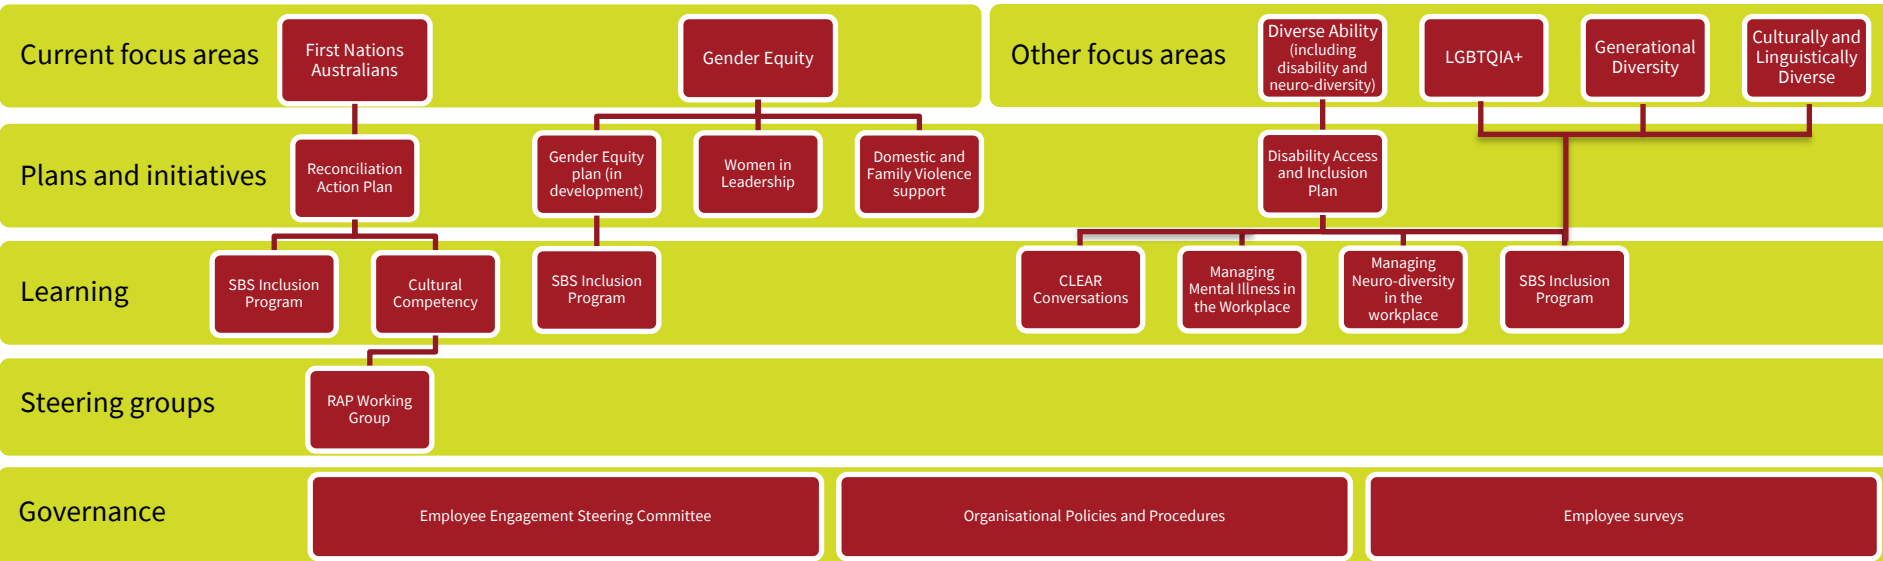 Current focus areas
First Nations
Australians
Gender Equity
Other focus areas
Diverse Ability
(including
disability and
neuro-diversity)
LGBTQIA+
Generational
Diversity
Culturally and
Linguistically
Diverse
Plans and initiatives
Reconciliation
Action Plan
Gender Equity
plan (in
development)
Women in
Leadership
Domestic and
Family Violence
support
Disability Access
and Inclusion
Plan
Learning
SBS Inclusion
Program
Cultural
Competency
SBS Inclusion
Program
CLEAR
Conversations
Managing
Mental Illness in
the Workplace
Managing
Neuro-diversity
in the
workplace
SBS Inclusion
Program
Steering groups
RAP Working
Group
Governance
Employee Engagement Steering Committee
Organisational Policies and Procedures
Employee surveys